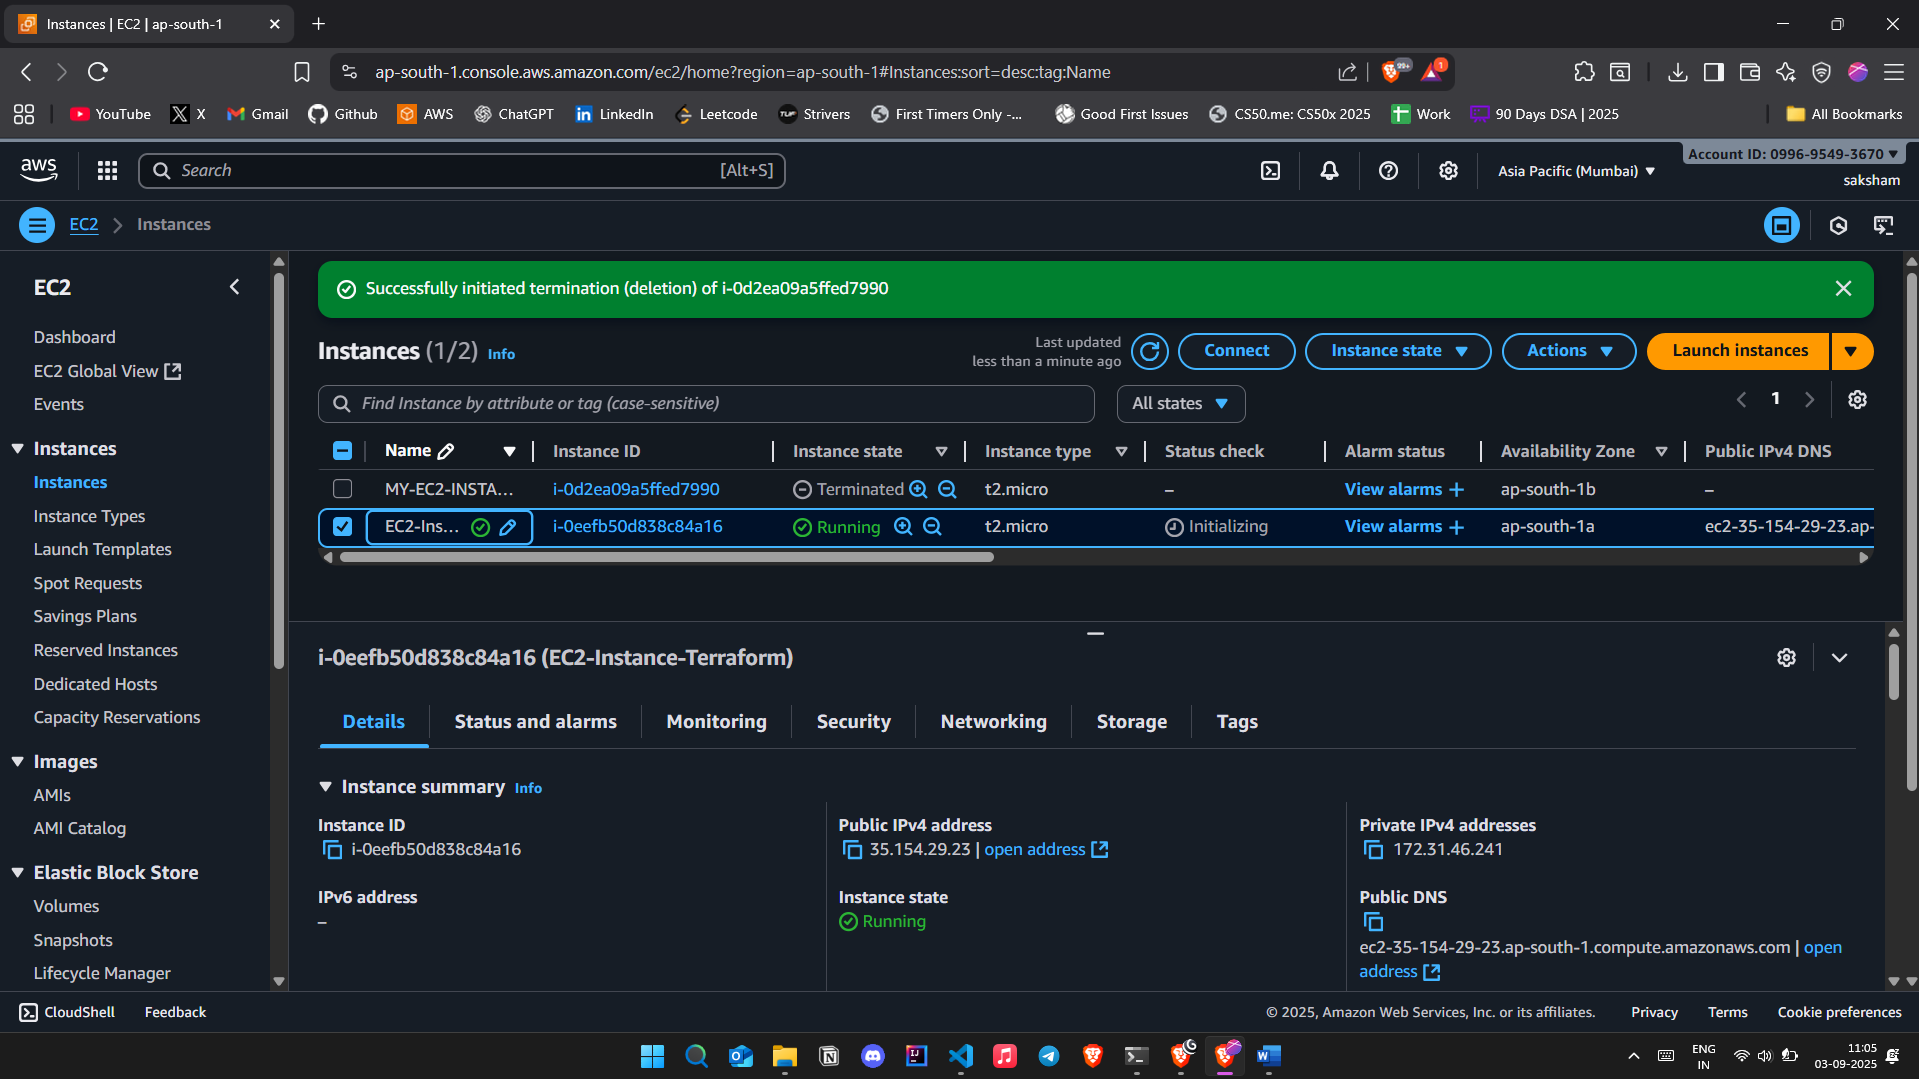 Instances | EC2 | ap-south-1
ap-south-1.console.aws.amazon.com/ec2/home?region=ap-south-1#Instances:sort=desc:tag:Name
99+
1
YouTube
X
Gmail
Github
AWS
ChatGPT
LinkedIn
Leetcode
Strivers
First Timers Only -...
Good First Issues
CS50.me: CS50x 2025
Work
90 Days DSA | 2025
All Bookmarks
aws
Search
[Alt+S]
Asia Pacific (Mumbai)
Account ID: 0996-9549-3670
saksham
EC2
Instances
EC2
Dashboard
EC2 Global View
Events
Instances
Instances
Instance Types
Launch Templates
Spot Requests
Savings Plans
Reserved Instances
Dedicated Hosts
Capacity Reservations
Images
AMIs
AMI Catalog
Elastic Block Store
Volumes
Snapshots
Lifecycle Manager
Successfully initiated termination (deletion) of i-0d2ea09a5ffed7990
Instances (1/2) Info
Last updated
less than a minute ago
Connect
Instance state
Actions
Launch instances
Find Instance by attribute or tag (case-sensitive)
All states
1
Name Instance ID Instance state Instance type Status check Alarm status Availability Zone Public IPv4 DNS
MY-EC2-INSTA... i-0d2ea09a5ffed7990 Terminated t2.micro – View alarms + ap-south-1b –
EC2-Ins... i-0eefb50d838c84a16 Running t2.micro Initializing View alarms + ap-south-1a ec2-35-154-29-23.ap-
i-0eefb50d838c84a16 (EC2-Instance-Terraform)
Details
Status and alarms
Monitoring
Security
Networking
Storage
Tags
Instance summary Info
Instance ID
i-0eefb50d838c84a16
IPv6 address
–
Public IPv4 address
35.154.29.23 | open address
Instance state
Running
Private IPv4 addresses
172.31.46.241
Public DNS
ec2-35-154-29-23.ap-south-1.compute.amazonaws.com | open
address
CloudShell
Feedback
© 2025, Amazon Web Services, Inc. or its affiliates.
Privacy
Terms
Cookie preferences
ENG
IN
11:05
03-09-2025